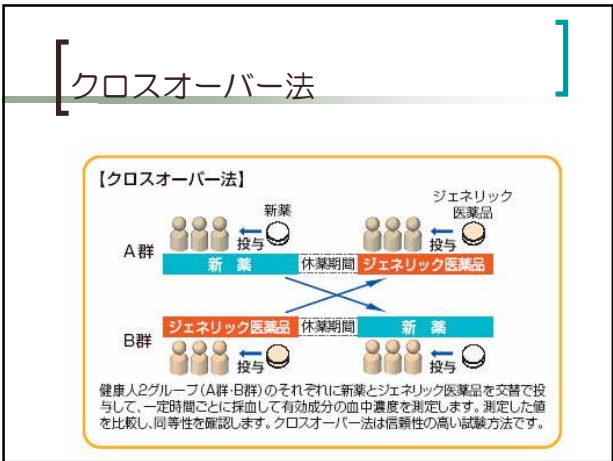 クロスオーバー法
【クロスオーバー法】
新薬
ジェネリック
医薬品
投与
投与
A群
新 薬
休薬期間
ジェネリック医薬品
B群
ジェネリック医薬品
休薬期間
新 薬
投与
投与
健康人2グループ(A群・B群)のそれぞれに新薬とジェネリック医薬品を交替で投
与して、一定時間ごとに採血して有効成分の血中濃度を測定します。測定した値
を比較し、同等性を確認します。クロスオーバー法は信頼性の高い試験方法です。